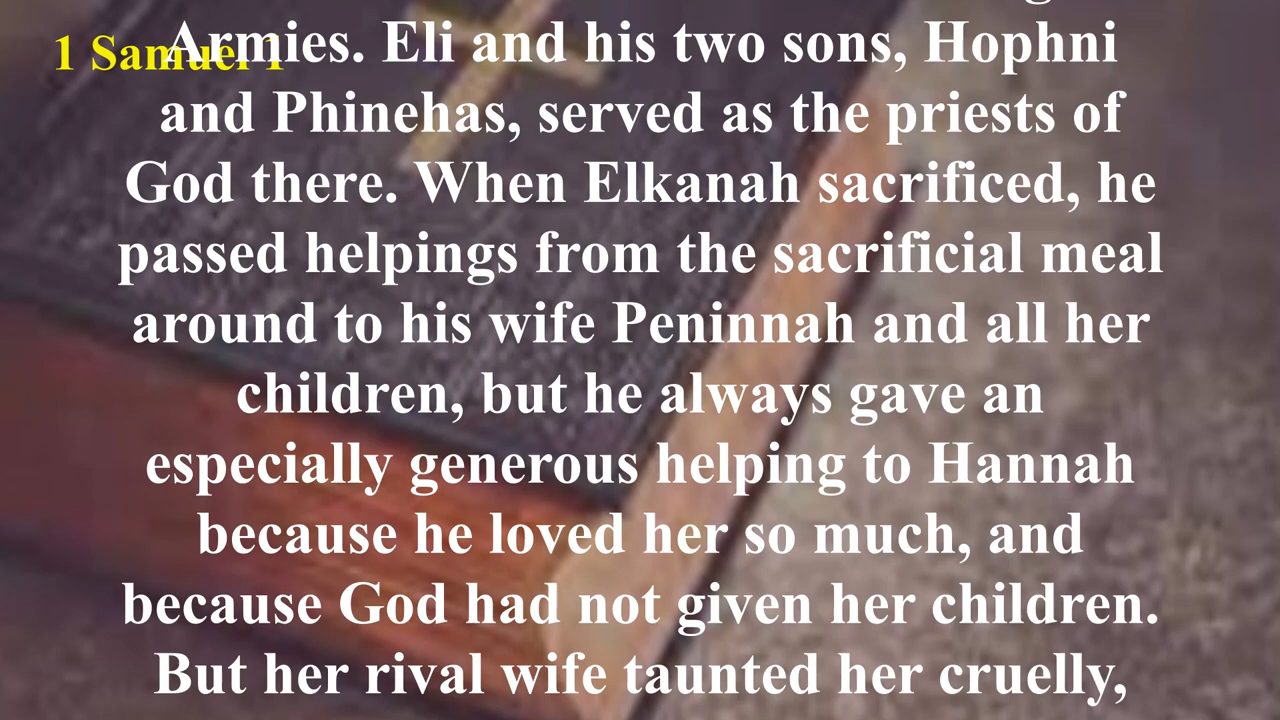 1 Samuel 1
Armies. Eli and his two sons, Hophni
and Phinehas, served as the priests of
God there. When Elkanah sacrificed, he
passed helpings from the sacrificial meal
around to his wife Peninnah and all her
children, but he always gave an
especially generous helping to Hannah
because he loved her so much, and
because God had not given her children.
But her rival wife taunted her cruelly,